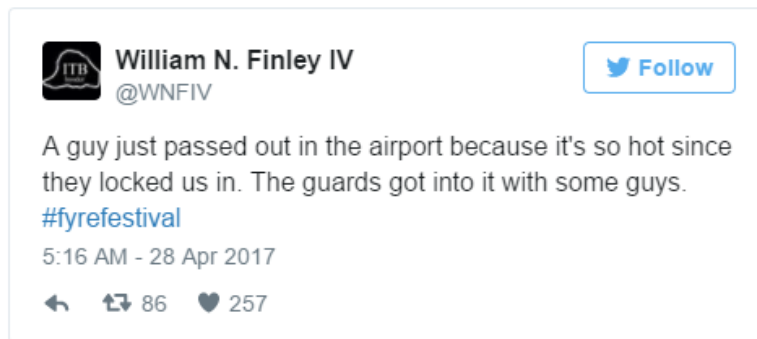 ITB
William N. Finley IV
@WNFIV
Follow
A guy just passed out in the airport because it's so hot since
they locked us in. The guards got into it with some guys.
#fyrefestival
5:16 AM - 28 Apr 2017
86 257